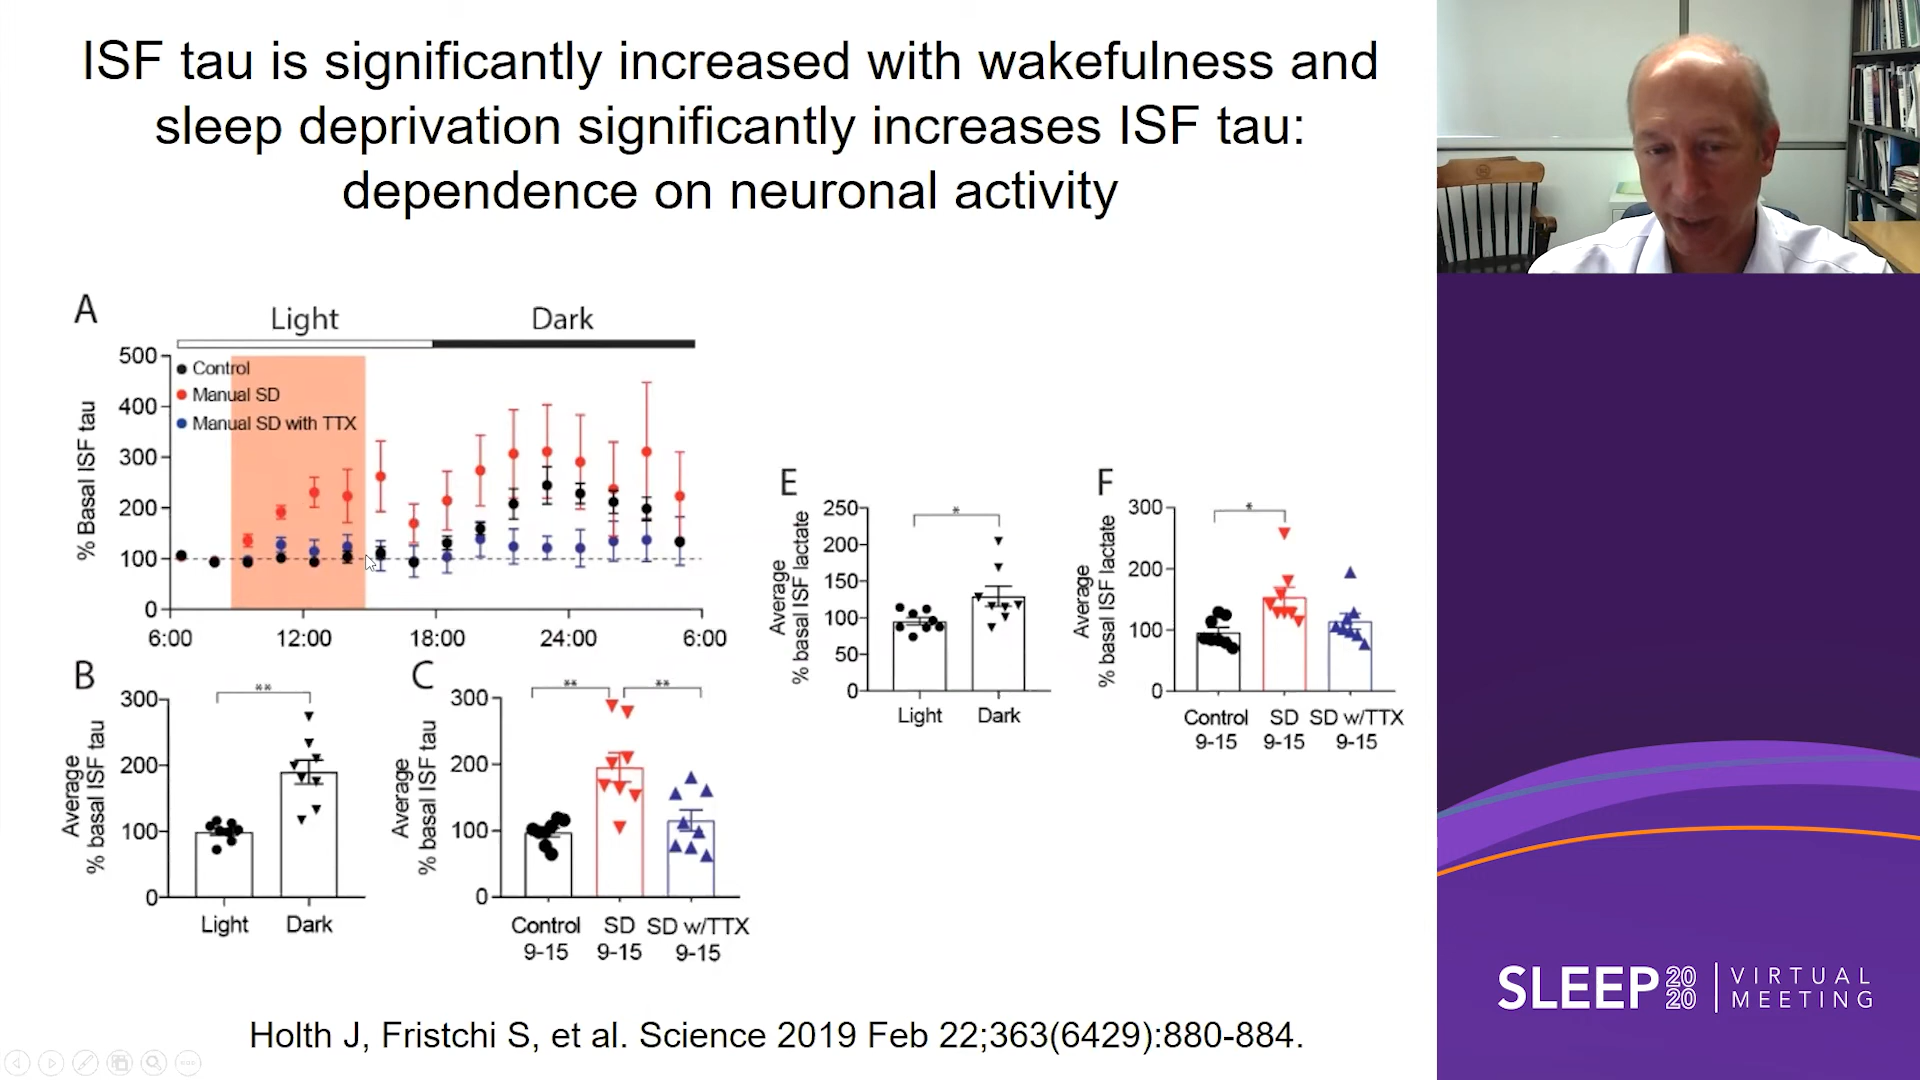 ISF tau is significantly increased with wakefulness and
sleep deprivation significantly increases ISF tau:
dependence on neuronal activity
A
Light
Dark
% Basal ISF tau
500
400
300
200
100
0
Control
Manual SD
Manual SD with TTX
6:00
12:00
18:00
24:00
6:00
B
Average
% basal ISF tau
300
200
100
0
**
Light
Dark
C
Average
% basal ISF tau
300
200
100
0
**
**
Control
9-15
SD
9-15
SD w/TTX
9-15
E
Average
% basal ISF lactate
250
200
150
100
50
0
*
Light
Dark
F
Average
% basal ISF lactate
300
200
100
0
*
Control
9-15
SD
9-15
SD w/TTX
9-15
Holth J, Fristchi S, et al. Science 2019 Feb 22;363(6429):880-884.
SLEEP 2020 | VIRTUAL
MEETING